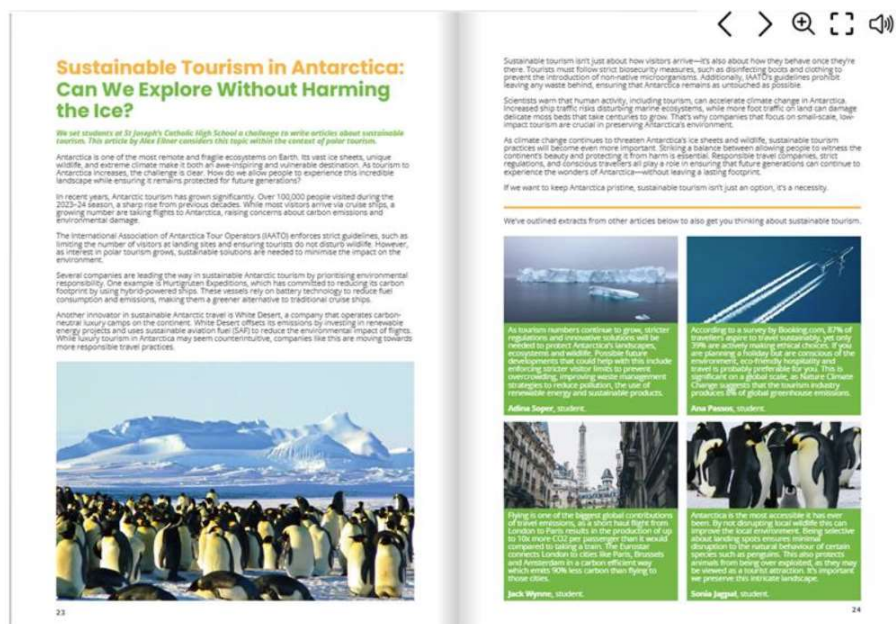 Sustainable Tourism in Antarctica:
Can We Explore Without Harming
the Ice?
We set students at St Joseph's Catholic High School a challenge to write articles about sustainable
tourism. This article by Alex Ellner considers this topic within the context of polar tourism.
Antarctica is one of the most remote and fragile ecosystems on Earth. Its vast ice sheets, unique
wildlife, and extreme climate make it both an awe-inspiring and vulnerable destination. As tourism to
Antarctica increases, the challenge is clear. How do we allow people to experience this incredible
landscape while ensuring it remains protected for future generations?
In recent years, Antarctic tourism has grown significantly. Over 100,000 people visited during the
2023-24 season, a sharp rise from previous decades. While most visitors arrive via cruise ships, a
growing number are taking flights to Antarctica, raising concerns about carbon emissions and
environmental damage.
The International Association of Antarctica Tour Operators (IAATO) enforces strict guidelines, such as
limiting the number of visitors at landing sites and ensuring tourists do not disturb wildlife. However,
as interest in polar tourism grows, sustainable solutions are needed to minimise the impact on the
environment.
Several companies are leading the way in sustainable Antarctic tourism by prioritising environmental
responsibility. One example is Hurtigruten Expeditions, which has committed to reducing its carbon
footprint by using hybrid-powered ships. These vessels rely on battery technology to reduce fuel
consumption and emissions, making them a greener alternative to traditional cruise ships.
Another innovator in sustainable Antarctic travel is White Desert, a company that operates carbon-
neutral luxury camps on the continent. White Desert offsets its emissions by investing in renewable
energy projects and uses sustainable aviation fuel (SAF) to reduce the environmental impact of flights.
While luxury tourism in Antarctica may seem counterintuitive, companies like this are moving towards
more responsible travel practices.
23
Sustainable tourism isn't just about how visitors arrive—it's also about how they behave once they're
there. Tourists must follow strict biosecurity measures, such as disinfecting boots and clothing to
prevent the introduction of non-native microorganisms. Additionally, IAATO's guidelines prohibit
leaving any waste behind, ensuring that Antarctica remains as untouched as possible.
Scientists warn that human activity, including tourism, can accelerate climate change in Antarctica.
Increased ship traffic risks disturbing marine ecosystems, while more foot traffic on land can damage
delicate moss beds that take centuries to grow. That's why companies that focus on small-scale, low-
impact tourism are crucial in preserving Antarctica's environment.
As climate change continues to threaten Antarctica's ice sheets and wildlife, sustainable tourism
practices will become even more important. Striking a balance between allowing people to witness the
continent's beauty and protecting it from harm is essential. Responsible travel companies, strict
regulations, and conscious travellers all play a role in ensuring that future generations can continue to
experience the wonders of Antarctica—without leaving a lasting footprint.
If we want to keep Antarctica pristine, sustainable tourism isn't just an option, it's a necessity.
We've outlined extracts from other articles below to also get you thinking about sustainable tourism.
As tourism numbers continue to grow, stricter
regulations and innovative solutions will be
needed to protect Antarctica's landscapes,
ecosystems and wildlife. Possible future
developments that could help with this include
enforcing stricter visitor limits to prevent
overcrowding, improving waste management
strategies to reduce pollution, the use of
renewable energy and sustainable products.
Adina Soper, student.
According to a survey by Booking.com, 87% of
travellers aspire to travel sustainably, yet only
39% are actively making ethical choices. If you
are planning a holiday but are conscious of the
environment, eco-friendly hospitality and
travel is probably preferable for you. This is
significant on a global scale, as Nature Climate
Change suggests that the tourism industry
produces 8% of global greenhouse emissions.
Ana Passos, student.
Flying is one of the biggest global contributions
of travel emissions, as a short haul flight from
London to Paris results in the production of up
to 10x more CO2 per passenger than it would
compared to taking a train. The Eurostar
connects London to cities like Paris, Brussels
and Amsterdam in a carbon efficient way
which emits 90% less carbon than flying to
those cities.
Jack Wynne, student.
Antarctica is the most accessible it has ever
been. By not disrupting local wildlife this can
improve the local environment. Being selective
about landing spots ensures minimal
disruption to the natural behaviour of certain
species such as penguins. This also protects
animals from being over exploited, as they may
be viewed as a tourist attraction. It's important
we preserve this intricate landscape.
Sonia Jagpal, student.
24